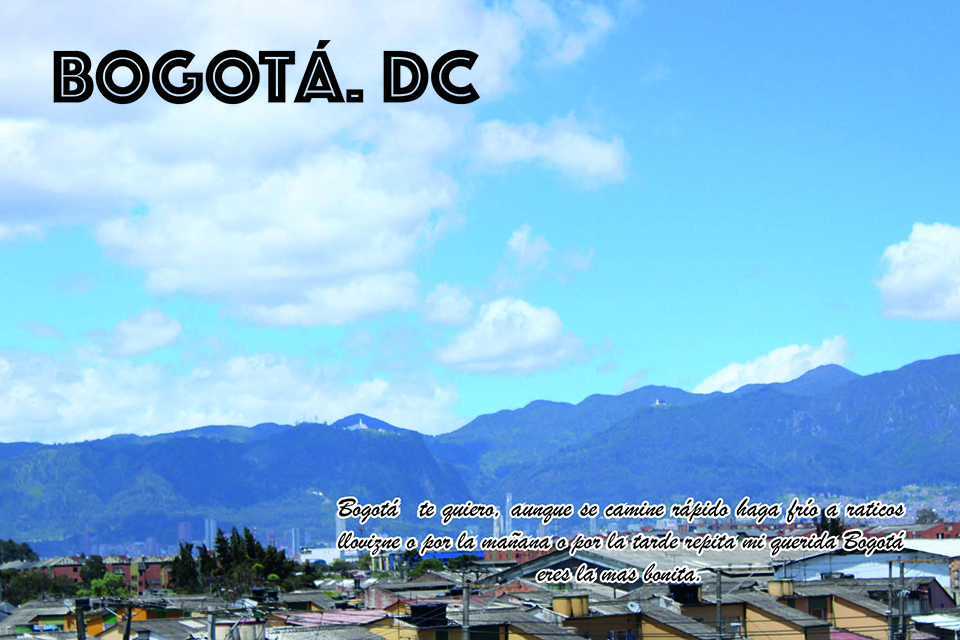 BOGOTÁ. DC
Bogotá te quiero, aunque se camine rápido haga frío a raticos
llovizne o por la mañana o por la tarde repita mi querida Bogotá
eres la mas bonita.